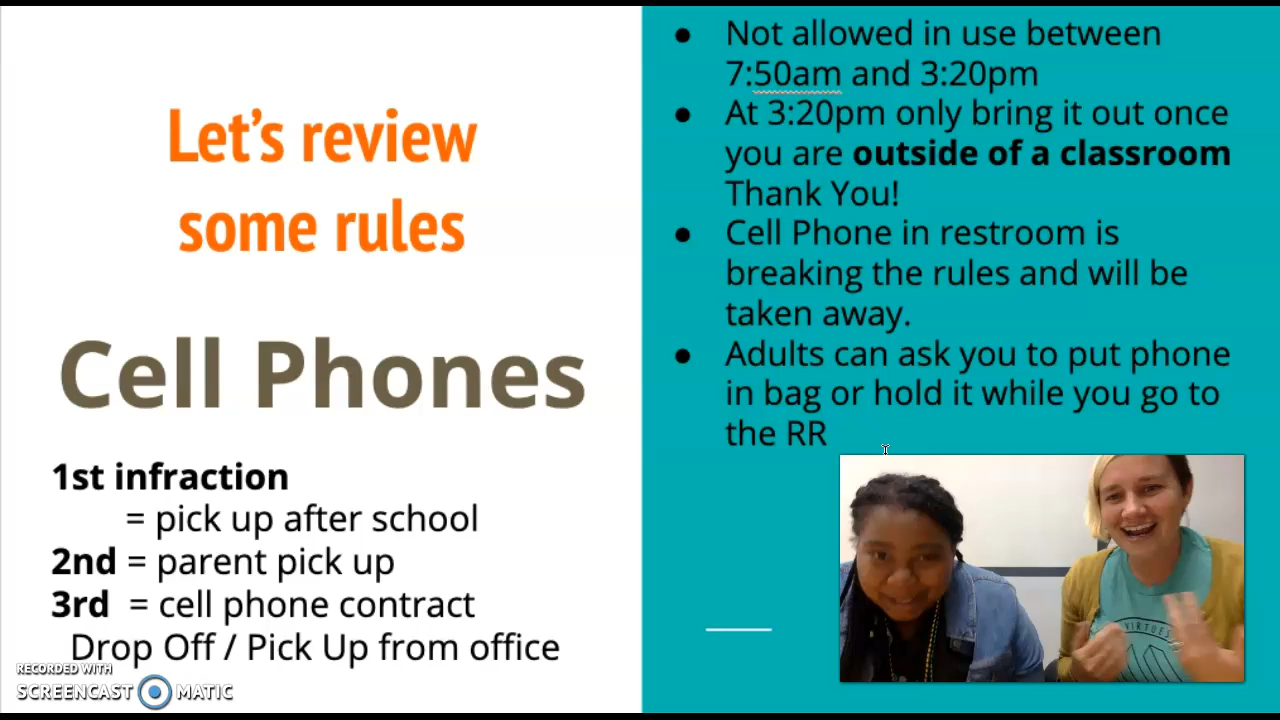 Let's review
some rules
Cell Phones
1st infraction
= pick up after school
2nd = parent pick up
3rd = cell phone contract
Drop Off / Pick Up from office
● Not allowed in use between
7:50am and 3:20pm
● At 3:20pm only bring it out once
you are outside of a classroom
Thank You!
● Cell Phone in restroom is
breaking the rules and will be
taken away.
● Adults can ask you to put phone
in bag or hold it while you go to
the RR
VIRTUES
RECORDED WITH
SCREENCAST MATIC